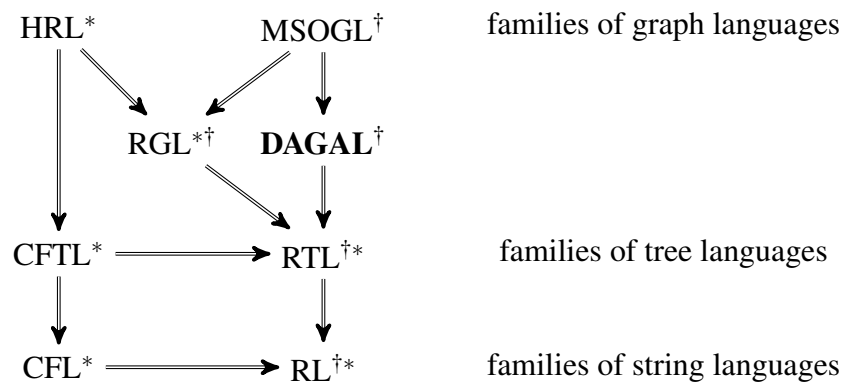 HRL* MSOGL† families of graph languages
RGL*† DAGAL†
CFTL* RTL†* families of tree languages
CFL* RL†* families of string languages